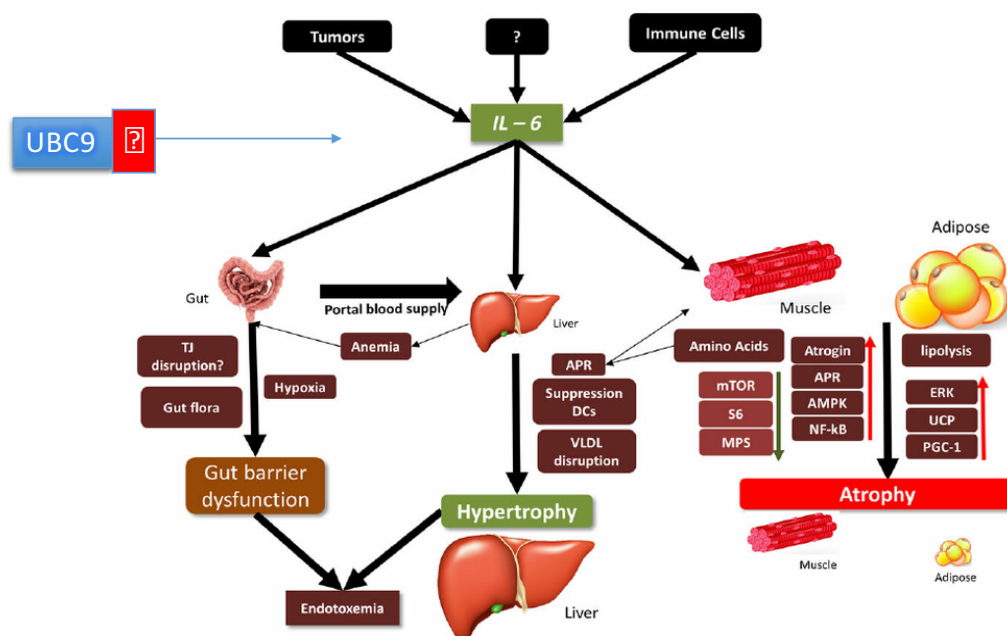 Tumors
?
Immune Cells
IL – 6
UBC9
?
Adipose
Gut
Portal blood supply
Liver
Muscle
Anemia
TJ
disruption?
Hypoxia
Gut flora
APR
Suppression
DCs
VLDL
disruption
Amino Acids
mTOR
S6
MPS
Atrogin
APR
AMPK
NF-kB
lipolysis
ERK
UCP
PGC-1
Gut barrier
dysfunction
Hypertrophy
Atrophy
Endotoxemia
Liver
Muscle
Adipose